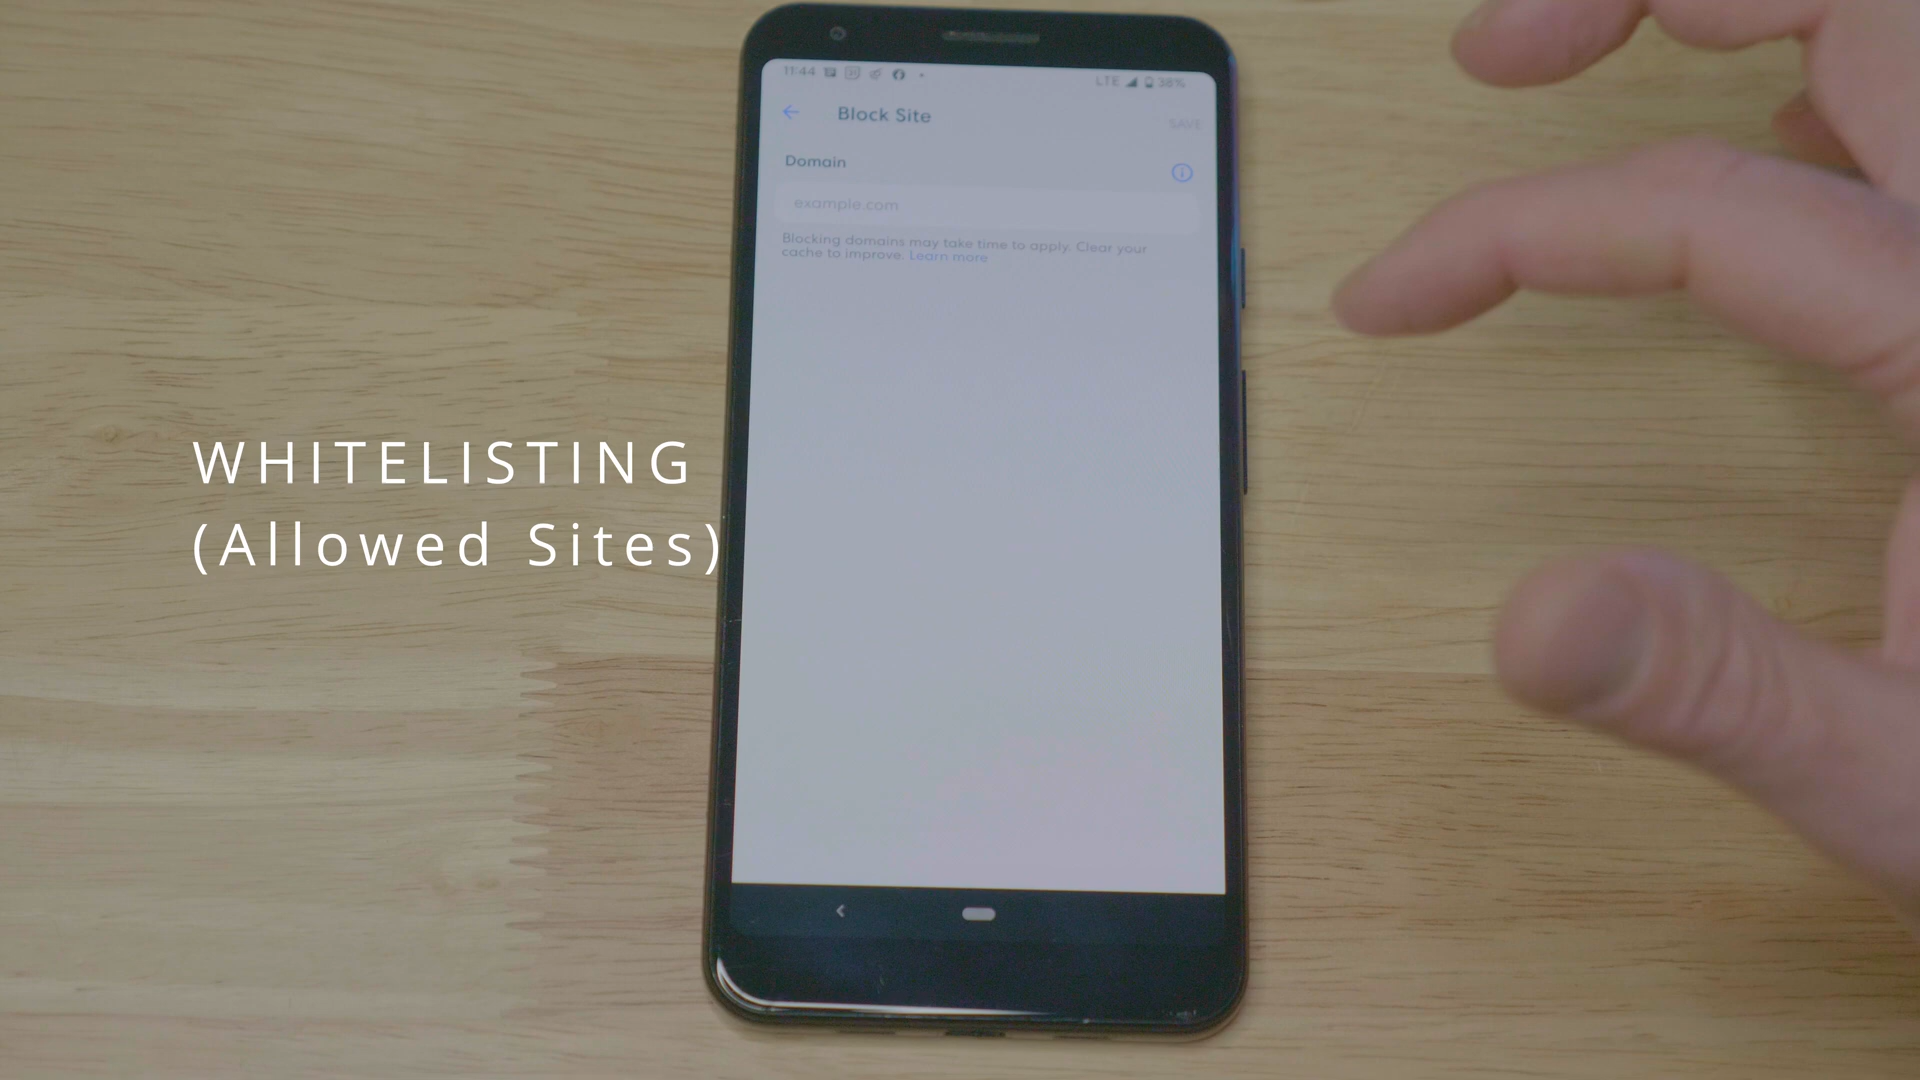 11:44
LTE 38%
Block Site
SAVE
Domain
example.com
Blocking domains may take time to apply. Clear your
cache to improve. Learn more
WHITELISTING
(Allowed Sites)